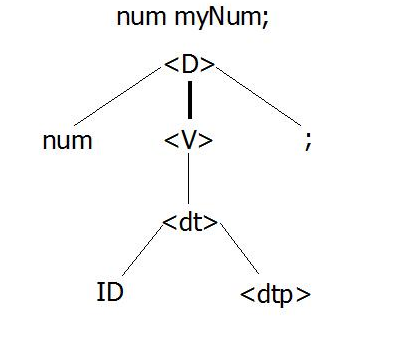 num myNum;
<D>
num <V> ;
<dt>
ID <dtp>